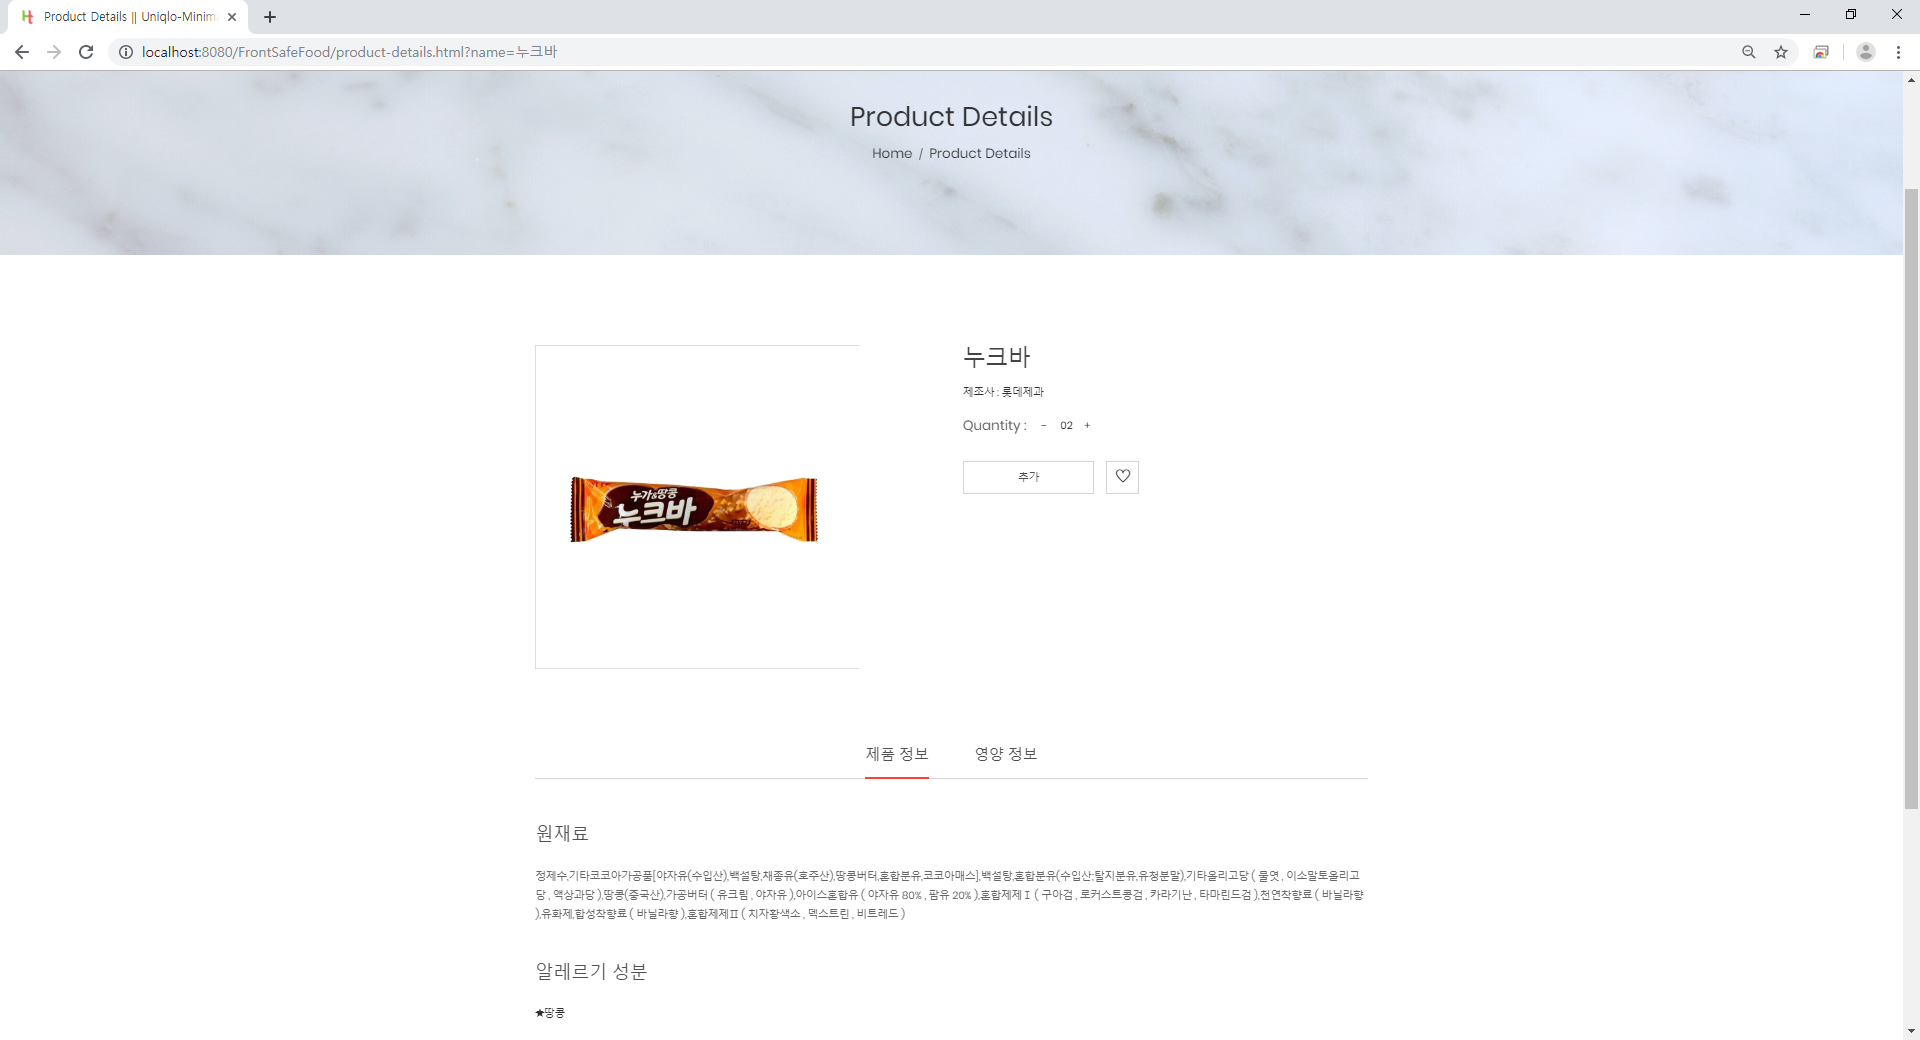 Product Details || Uniqlo-Minim
localhost:8080/FrontSafeFood/product-details.html?name=누크바
Product Details
Home / Product Details
누크바
제조사 : 롯데제과
Quantity : - 02 +
추가
누가&땅콩
누크바
제품 정보 영양 정보
원재료
정제수,기타코코아가공품[야자유(수입산),백설탕,채종유(호주산),땅콩버터,혼합분유,코코아매스],백설탕,혼합분유(수입산;탈지분유,유청분말),기타올리고당 ( 물엿 , 이소말토올리고
당 , 액상과당 ),땅콩(중국산),가공버터 ( 유크림 , 야자유 ),아이스혼합유 ( 야자유 80% , 팜유 20% ),혼합제제Ⅰ ( 구아검 , 로커스트콩검 , 카라기난 , 타마린드검 ),천연착향료 ( 바닐라향
),유화제,합성착향료 ( 바닐라향 ),혼합제제Ⅱ ( 치자황색소 , 덱스트린 , 비트레드 )
알레르기 성분
★땅콩